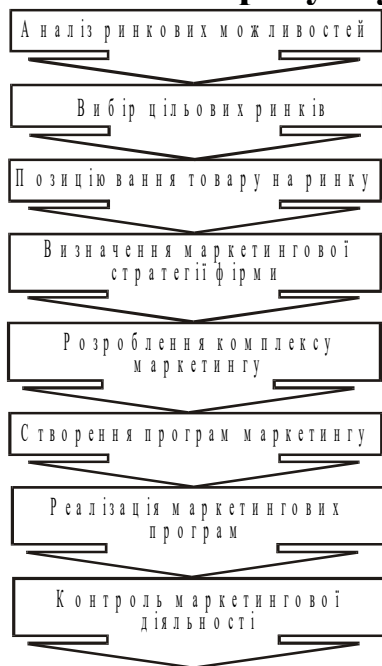 Аналіз ринкових можливостей
Вибір цільових ринків
Позиціювання товару на ринку
Визначення маркетингової
стратегії фірми
Розроблення комплексу
маркетингу
Створення програм маркетингу
Реалізація маркетингових
програм
Контроль маркетингової
діяльності